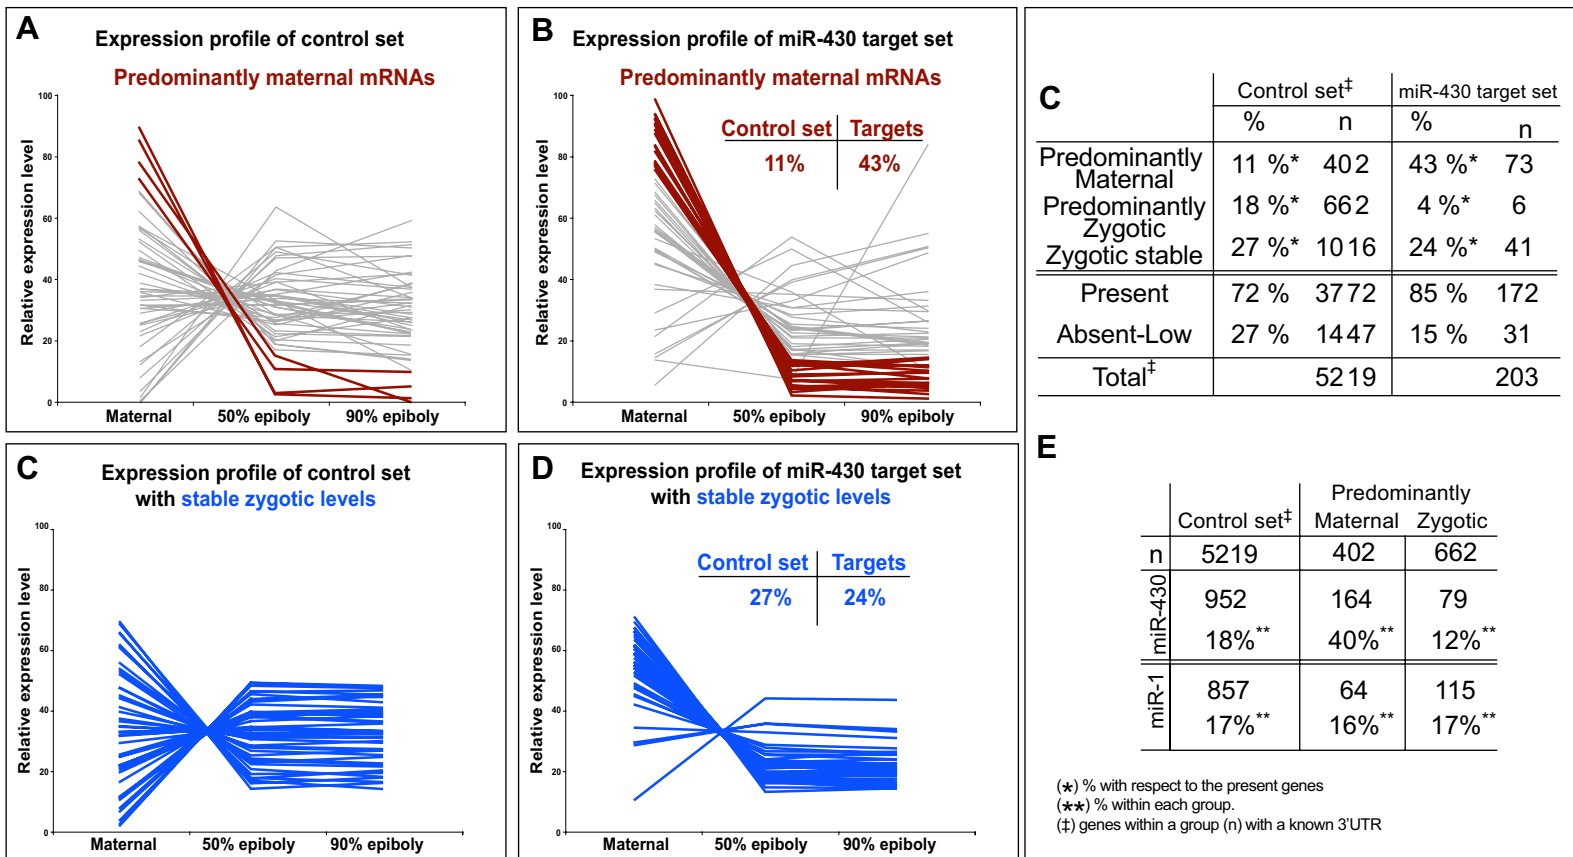 A
Expression profile of control set
Predominantly maternal mRNAs
Relative expression level
100
80
60
40
20
0
Maternal 50% epiboly 90% epiboly
B
Expression profile of miR-430 target set
Predominantly maternal mRNAs
Control set Targets
11% 43%
Relative expression level
100
80
60
40
20
0
Maternal 50% epiboly 90% epiboly
C
Control set‡ miR-430 target set
% n % n
Predominantly Maternal 11 %* 402 43 %* 73
Predominantly Zygotic 18 %* 662 4 %* 6
Zygotic stable 27 %* 1016 24 %* 41
Present 72 % 3772 85 % 172
Absent-Low 27 % 1447 15 % 31
Total‡ 5219 203
C
Expression profile of control set
with stable zygotic levels
Relative expression level
100
80
60
40
20
0
Maternal 50% epiboly 90% epiboly
D
Expression profile of miR-430 target set
with stable zygotic levels
Control set Targets
27% 24%
Relative expression level
100
80
60
40
20
0
Maternal 50% epiboly 90% epiboly
E
Predominantly
Control set‡ Maternal Zygotic
n 5219 402 662
miR-430
952 164 79
18%** 40%** 12%**
miR-1
857 64 115
17%** 16%** 17%**
(*) % with respect to the present genes
(**) % within each group.
(‡) genes within a group (n) with a known 3'UTR